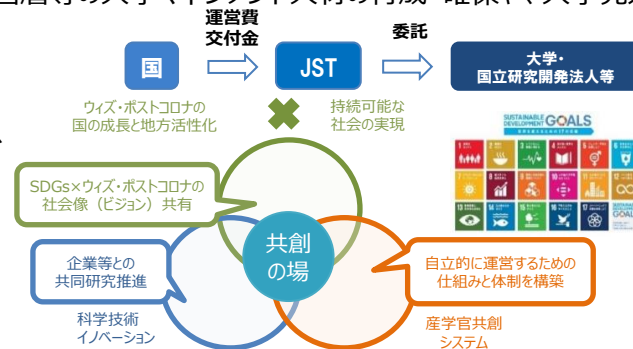 運営費
交付金
委託
国
JST
大学・
国立研究開発法人等
ウィズ・ポストコロナの
国の成長と地方活性化
持続可能な
社会の実現
SUSTAINABLE
DEVELOPMENT
GOALS
SDGs×ウィズ・ポストコロナの
社会像（ビジョン）共有
共創
の場
企業等との
共同研究推進
自立的に運営するための
仕組みと体制を構築
科学技術
イノベーション
産学官共創
システム